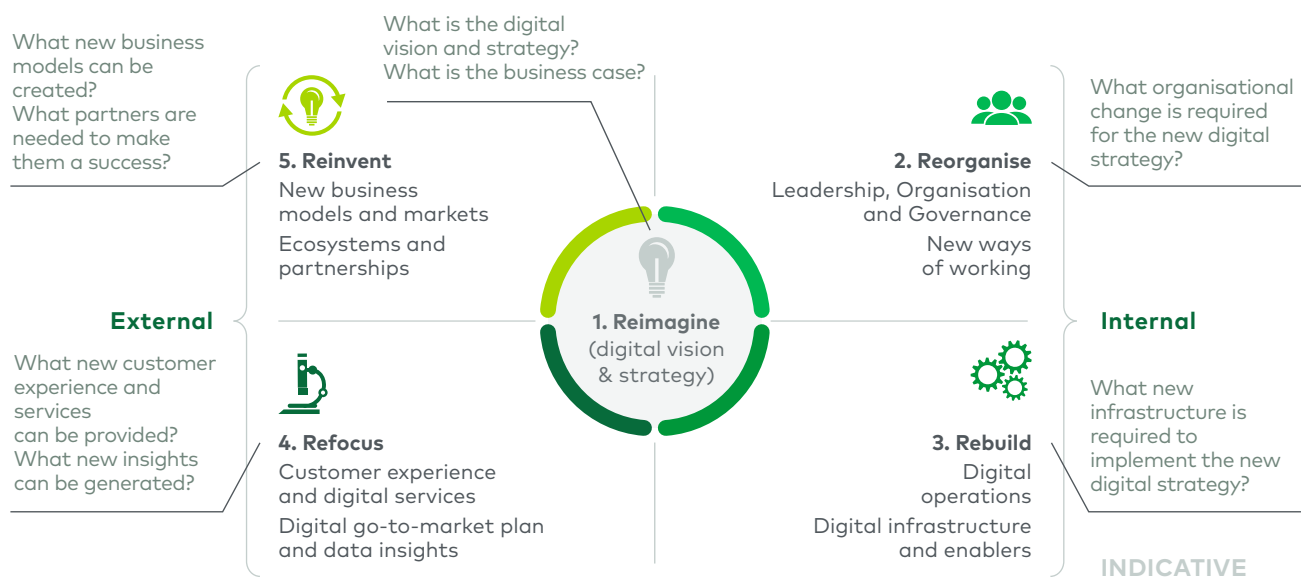 What is the digital
vision and strategy?
What is the business case?
What new business
models can be
created?
What partners are
needed to make
them a success?
5. Reinvent
New business
models and markets
Ecosystems and
partnerships
2. Reorganise
Leadership, Organisation
and Governance
New ways
of working
What organisational
change is required
for the new digital
strategy?
External
1. Reimagine
(digital vision
& strategy)
Internal
What new customer
experience and
services
can be provided?
What new insights
can be generated?
4. Refocus
Customer experience
and digital services
Digital go-to-market plan
and data insights
3. Rebuild
Digital
operations
Digital infrastructure
and enablers
What new
infrastructure is
required to
implement the new
digital strategy?
INDICATIVE